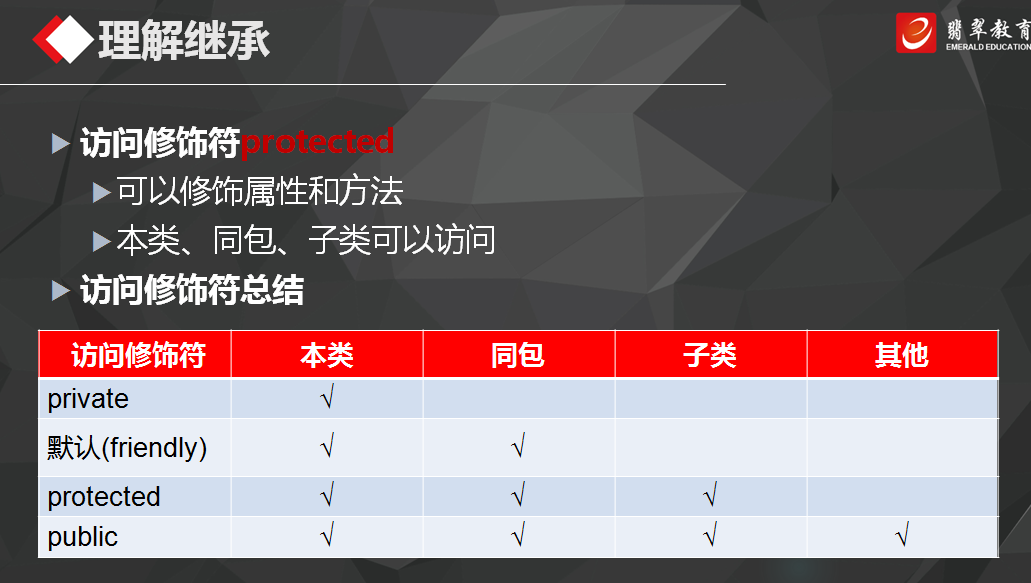 理解继承
翡翠教育
EMERALD EDUCATION
访问修饰符protected
可以修饰属性和方法
本类、同包、子类可以访问
访问修饰符总结
访问修饰符 本类 同包 子类 其他
private √
默认(friendly) √ √
protected √ √ √
public √ √ √ √